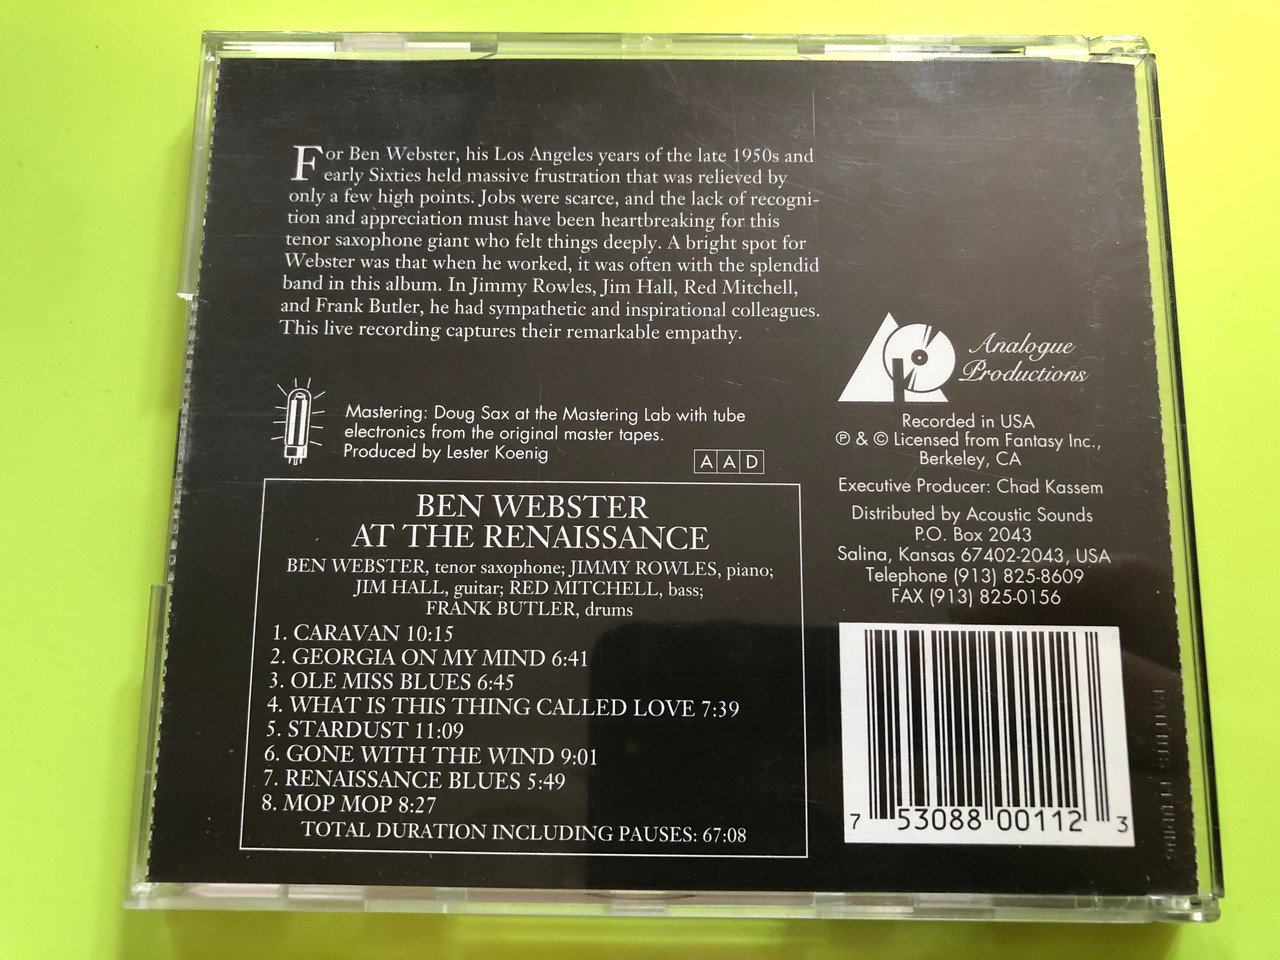 For Ben Webster, his Los Angeles years of the late 1950s and
early Sixties held massive frustration that was relieved by
only a few high points. Jobs were scarce, and the lack of recogni-
tion and appreciation must have been heartbreaking for this
tenor saxophone giant who felt things deeply. A bright spot for
Webster was that when he worked, it was often with the splendid
band in this album. In Jimmy Rowles, Jim Hall, Red Mitchell,
and Frank Butler, he had sympathetic and inspirational colleagues.
This live recording captures their remarkable empathy.
Mastering: Doug Sax at the Mastering Lab with tube
electronics from the original master tapes.
Produced by Lester Koenig
A A D
BEN WEBSTER
AT THE RENAISSANCE
BEN WEBSTER, tenor saxophone; JIMMY ROWLES, piano;
JIM HALL, guitar; RED MITCHELL, bass;
FRANK BUTLER, drums
1. CARAVAN 10:15
2. GEORGIA ON MY MIND 6:41
3. OLE MISS BLUES 6:45
4. WHAT IS THIS THING CALLED LOVE 7:39
5. STARDUST 11:09
6. GONE WITH THE WIND 9:01
7. RENAISSANCE BLUES 5:49
8. MOP MOP 8:27
TOTAL DURATION INCLUDING PAUSES: 67:08
Analogue
Productions
Recorded in USA
℗ & © Licensed from Fantasy Inc.,
Berkeley, CA
Executive Producer: Chad Kassem
Distributed by Acoustic Sounds
P.O. Box 2043
Salina, Kansas 67402-2043, USA
Telephone (913) 825-8609
FAX (913) 825-0156
7 53088 00112 3